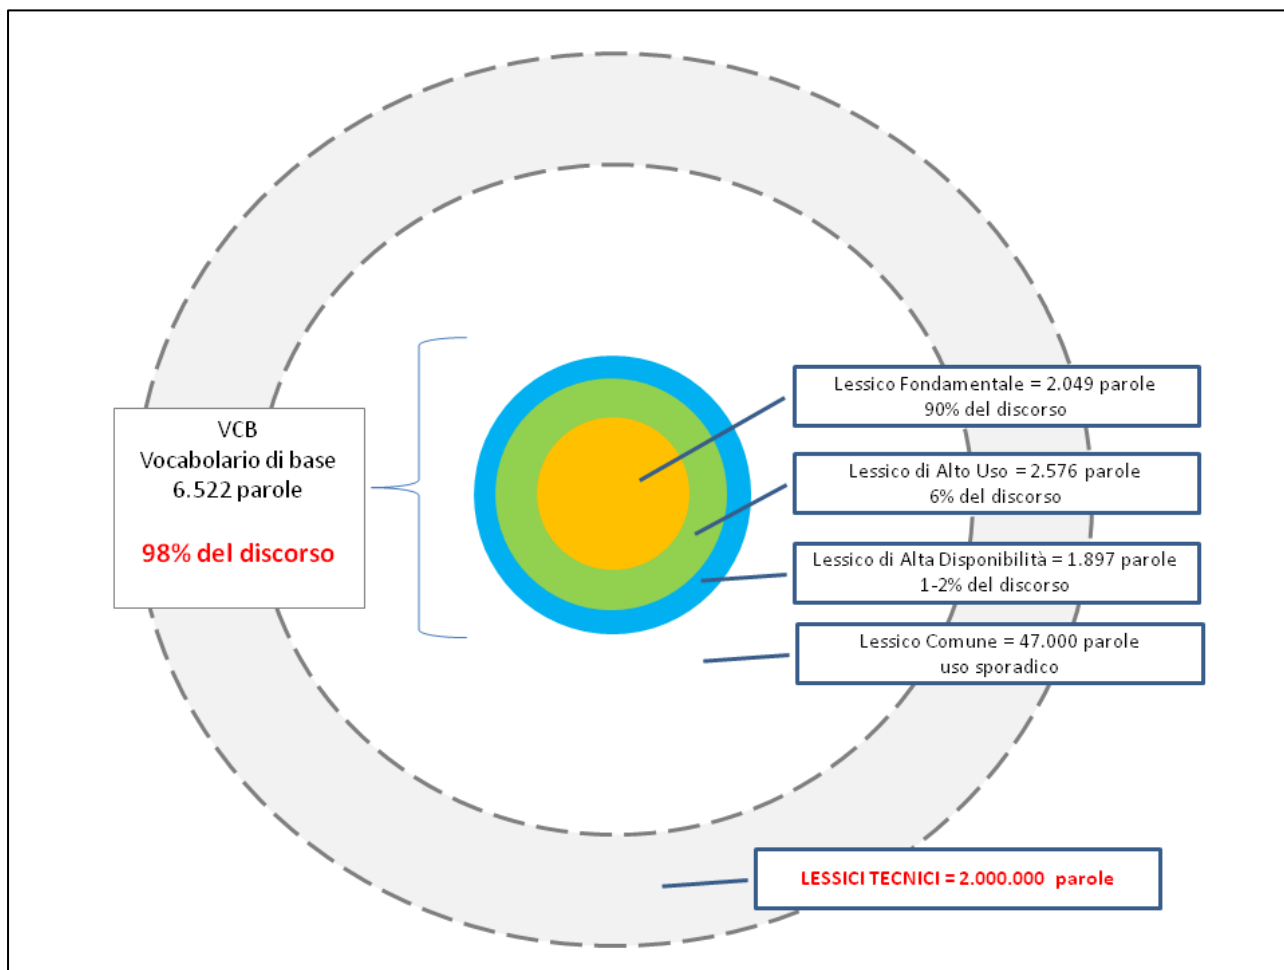 VCB
Vocabolario di base
6.522 parole
98% del discorso
Lessico Fondamentale = 2.049 parole
90% del discorso
Lessico di Alto Uso = 2.576 parole
6% del discorso
Lessico di Alta Disponibilità = 1.897 parole
1-2% del discorso
Lessico Comune = 47.000 parole
uso sporadico
LESSICI TECNICI = 2.000.000 parole